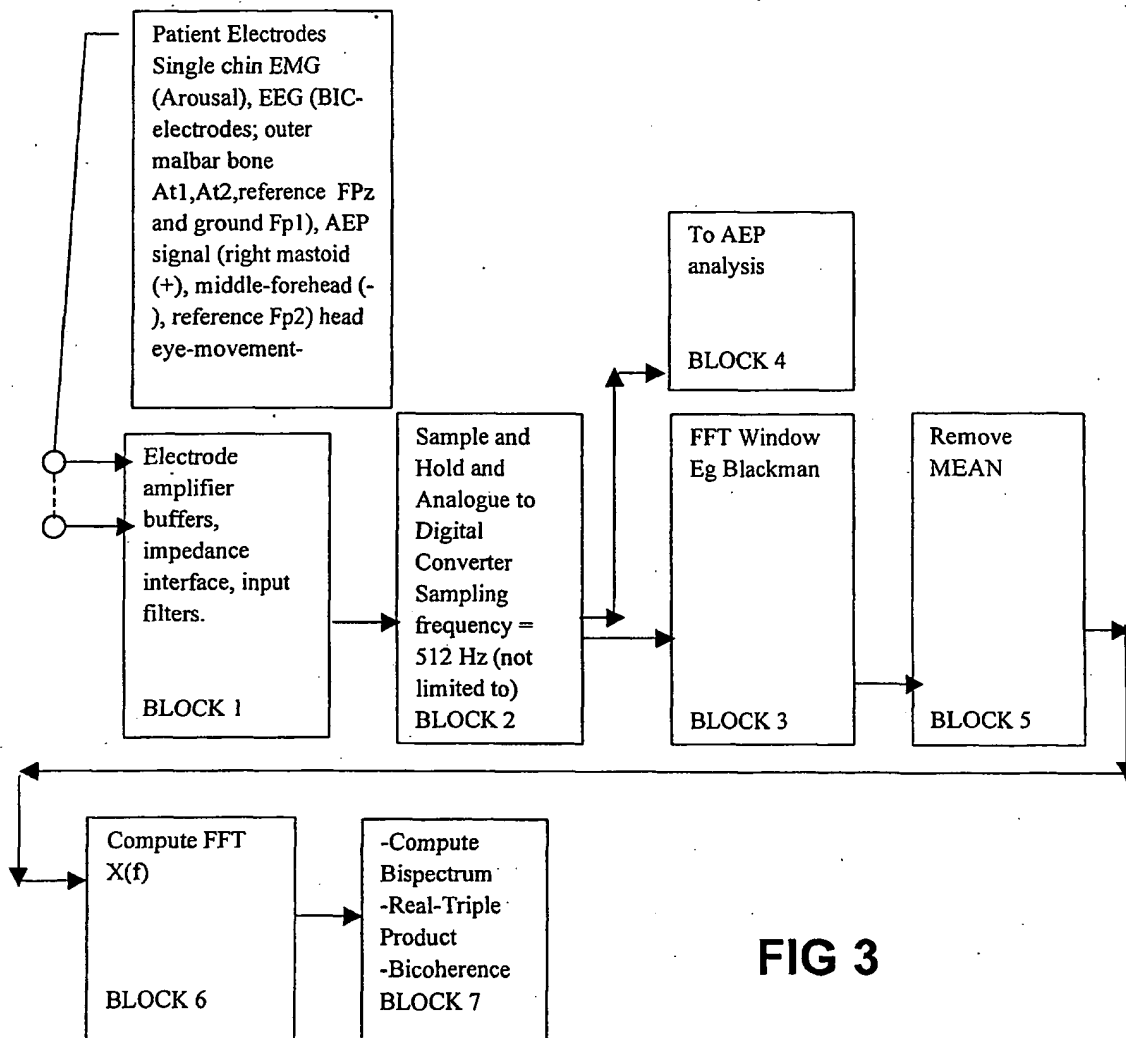 Patient Electrodes
Single chin EMG
(Arousal), EEG (BIC-
electrodes; outer
malbar bone
At1,At2,reference FPz
and ground Fp1), AEP
signal (right mastoid
(+), middle-forehead (-
), reference Fp2) head
eye-movement-
Electrode
amplifier
buffers,
impedance
interface, input
filters.
BLOCK 1
Sample and
Hold and
Analogue to
Digital
Converter
Sampling
frequency =
512 Hz (not
limited to)
BLOCK 2
To AEP
analysis
BLOCK 4
FFT Window
Eg Blackman
BLOCK 3
Remove
MEAN
BLOCK 5
Compute FFT
X(f)
BLOCK 6
-Compute
Bispectrum
-Real-Triple
Product
-Bicoherence
BLOCK 7
FIG 3